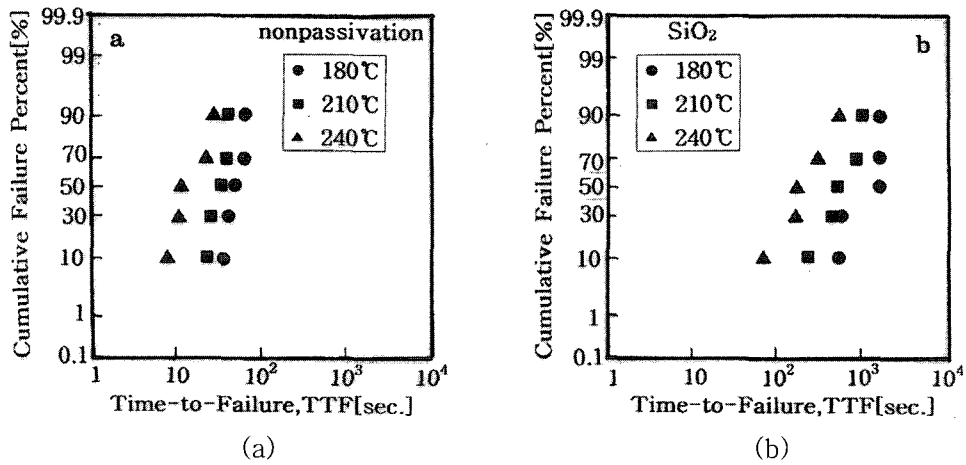 a nonpassivation
180℃
210℃
240℃
Cumulative Failure Percent[%]
99.9
99
90
70
50
30
10
1
0.1
1 10 10² 10³ 10⁴
Time-to-Failure,TTF[sec.]
(a)
SiO₂ b
180℃
210℃
240℃
Cumulative Failure Percent[%]
99.9
99
90
70
50
30
10
1
0.1
1 10 10² 10³ 10⁴
Time-to-Failure,TTF[sec.]
(b)